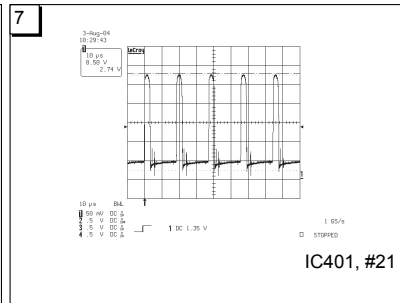 7
3-Aug-04
10:29:43
LeCroy
1
10 µs
0.50 V
2.74 V
1
10 µs BWL
1 50 mV DC
2 .5 V DC
3 .5 V DC
4 .5 V DC
1 DC 1.35 V
1 GS/s
STOPPED
IC401, #21